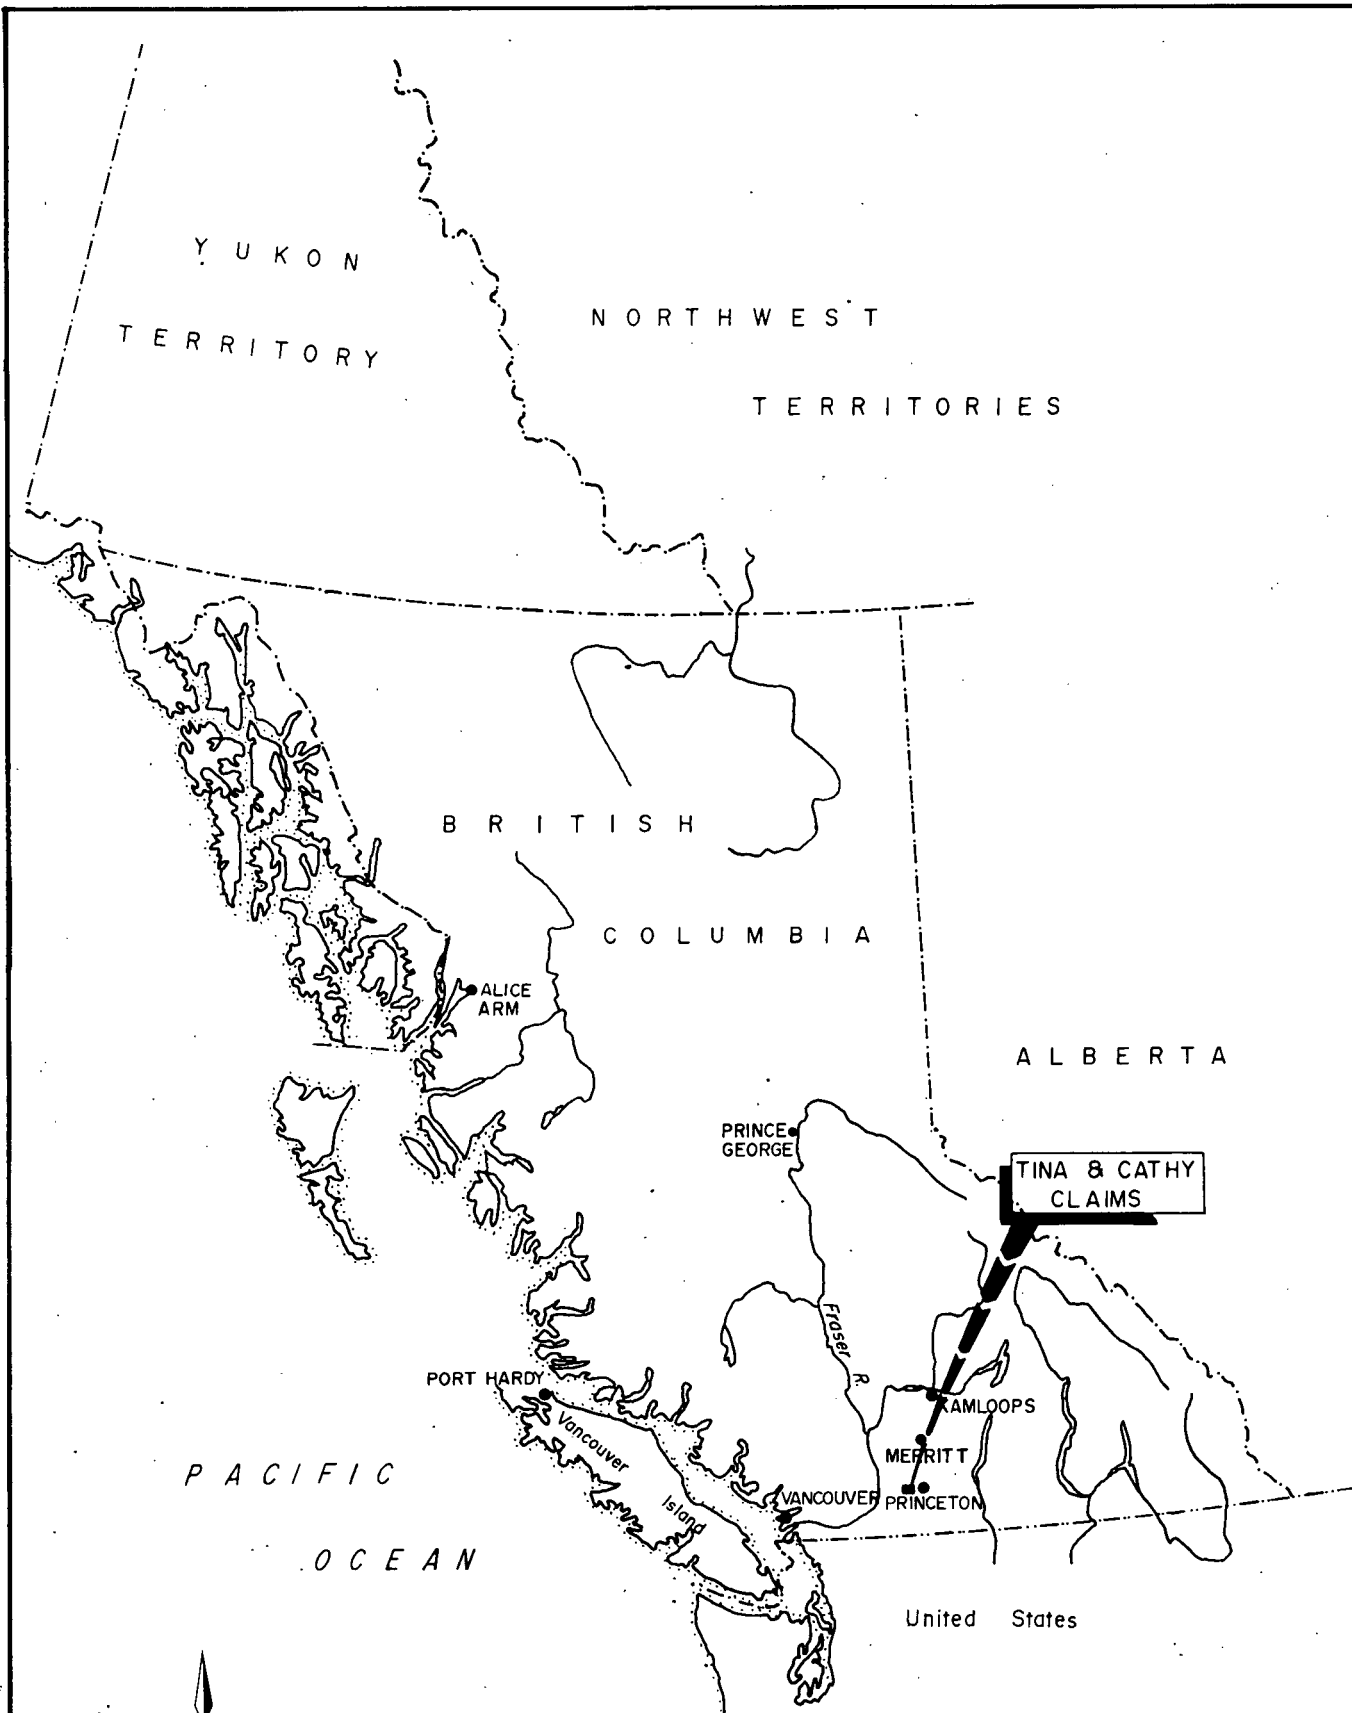 YUKON
TERRITORY
NORTHWEST
TERRITORIES
BRITISH
COLUMBIA
ALICE
ARM
ALBERTA
PRINCE
GEORGE
TINA & CATHY
CLAIMS
Fraser R.
PORT HARDY
Vancouver
Island
KAMLOOPS
MERRITT
VANCOUVER
PRINCETON
PACIFIC
OCEAN
United States